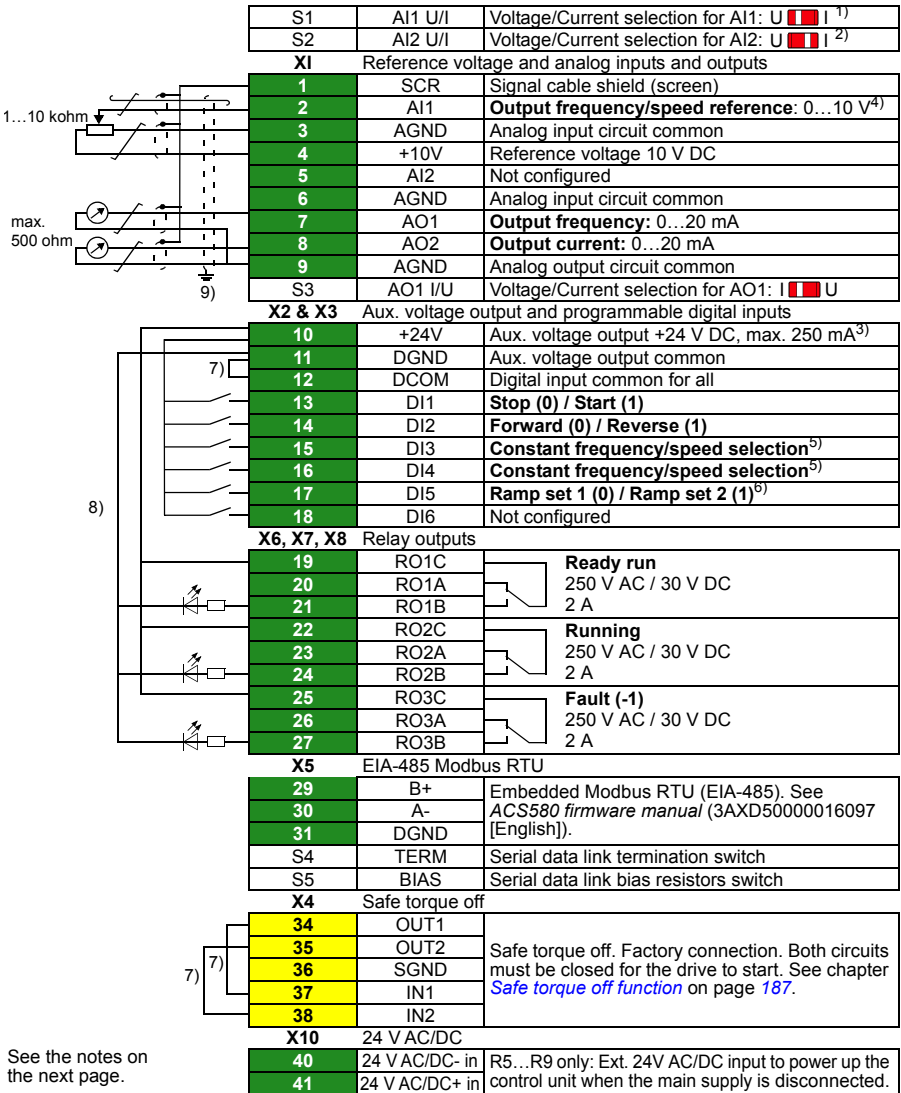 S1 AI1 U/I Voltage/Current selection for AI1: U I 1)
S2 AI2 U/I Voltage/Current selection for AI2: U I 2)
XI Reference voltage and analog inputs and outputs
1 SCR Signal cable shield (screen)
1…10 kohm 2 AI1 Output frequency/speed reference: 0…10 V4)
3 AGND Analog input circuit common
4 +10V Reference voltage 10 V DC
5 AI2 Not configured
6 AGND Analog input circuit common
max. 7 AO1 Output frequency: 0…20 mA
500 ohm 8 AO2 Output current: 0…20 mA
9 AGND Analog output circuit common
9) S3 AO1 I/U Voltage/Current selection for AO1: I U
X2 & X3 Aux. voltage output and programmable digital inputs
10 +24V Aux. voltage output +24 V DC, max. 250 mA3)
11 DGND Aux. voltage output common
7) 12 DCOM Digital input common for all
13 DI1 Stop (0) / Start (1)
14 DI2 Forward (0) / Reverse (1)
15 DI3 Constant frequency/speed selection5)
16 DI4 Constant frequency/speed selection5)
8) 17 DI5 Ramp set 1 (0) / Ramp set 2 (1)6)
18 DI6 Not configured
X6, X7, X8 Relay outputs
19 RO1C Ready run
20 RO1A 250 V AC / 30 V DC
21 RO1B 2 A
22 RO2C Running
23 RO2A 250 V AC / 30 V DC
24 RO2B 2 A
25 RO3C Fault (-1)
26 RO3A 250 V AC / 30 V DC
27 RO3B 2 A
X5 EIA-485 Modbus RTU
29 B+ Embedded Modbus RTU (EIA-485). See
30 A- ACS580 firmware manual (3AXD50000016097
31 DGND [English]).
S4 TERM Serial data link termination switch
S5 BIAS Serial data link bias resistors switch
X4 Safe torque off
34 OUT1
35 OUT2 Safe torque off. Factory connection. Both circuits
7) 7) 36 SGND must be closed for the drive to start. See chapter
37 IN1 Safe torque off function on page 187.
38 IN2
X10 24 V AC/DC
See the notes on 40 24 V AC/DC- in R5…R9 only: Ext. 24V AC/DC input to power up the
the next page. 41 24 V AC/DC+ in control unit when the main supply is disconnected.